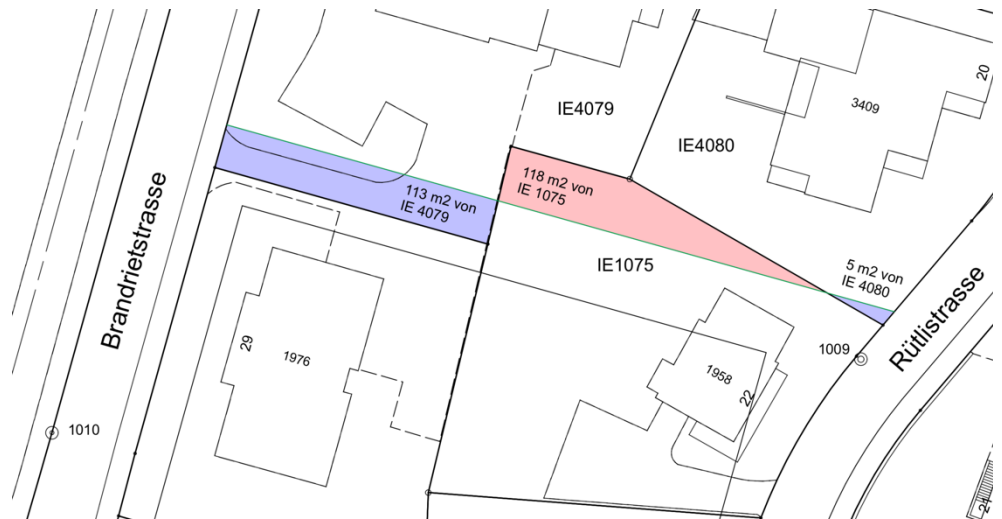 IE4079
IE4080
3409
20
118 m2 von
IE 1075
113 m2 von
IE 4079
IE1075
5 m2 von
IE 4080
Brandrietstrasse
Rütlistrasse
29
1976
1009
1958
22
1010
24